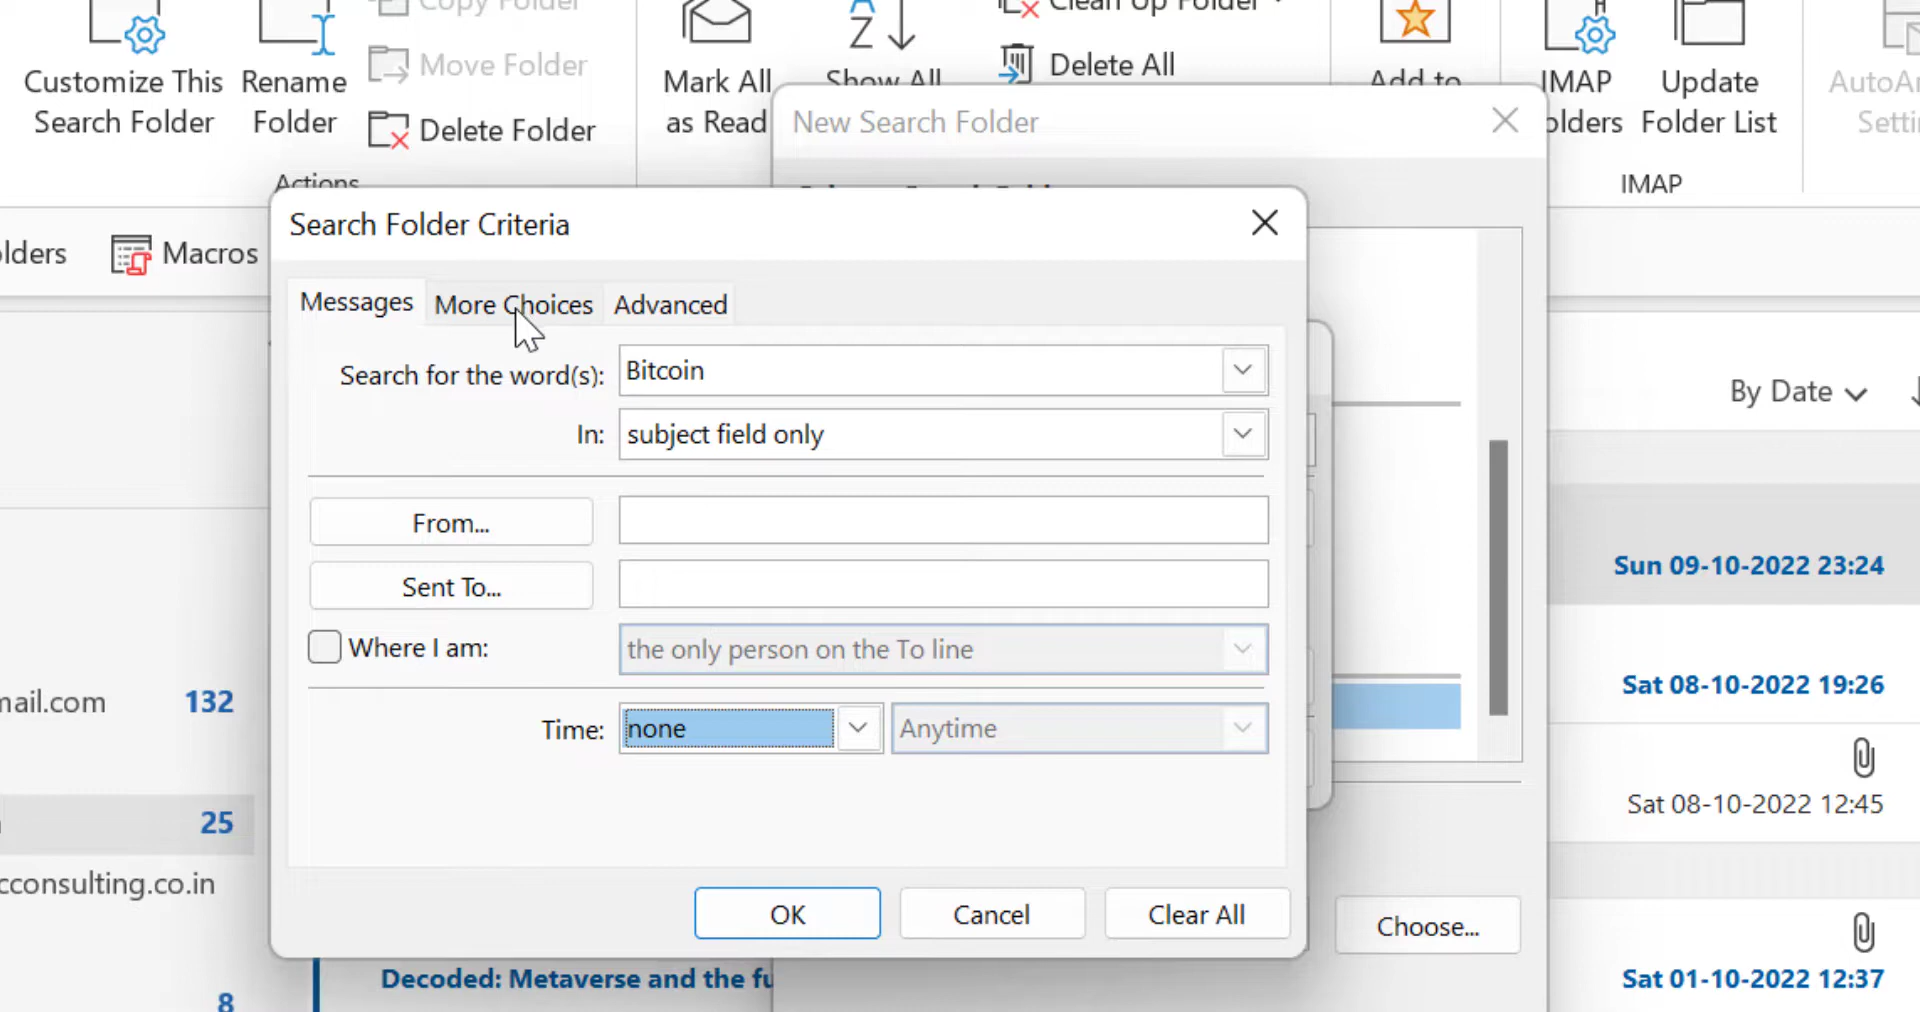 Copy Folder
Clean Up Folder
Customize This
Search Folder
Rename
Folder
Move Folder
Delete Folder
Mark All
as Read
Show All
Delete All
Add to
IMAP
olders
Update
Folder List
Actions
IMAP
New Search Folder
lders
Macros
Search Folder Criteria
Messages
More Choices
Advanced
Search for the word(s):
Bitcoin
In:
subject field only
From...
Sent To...
Where I am:
the only person on the To line
Time:
none
Anytime
OK
Cancel
Clear All
Choose...
By Date
Sun 09-10-2022 23:24
Sat 08-10-2022 19:26
Sat 08-10-2022 12:45
Sat 01-10-2022 12:37
nail.com
132
25
cconsulting.co.in
8
Decoded: Metaverse and the fu